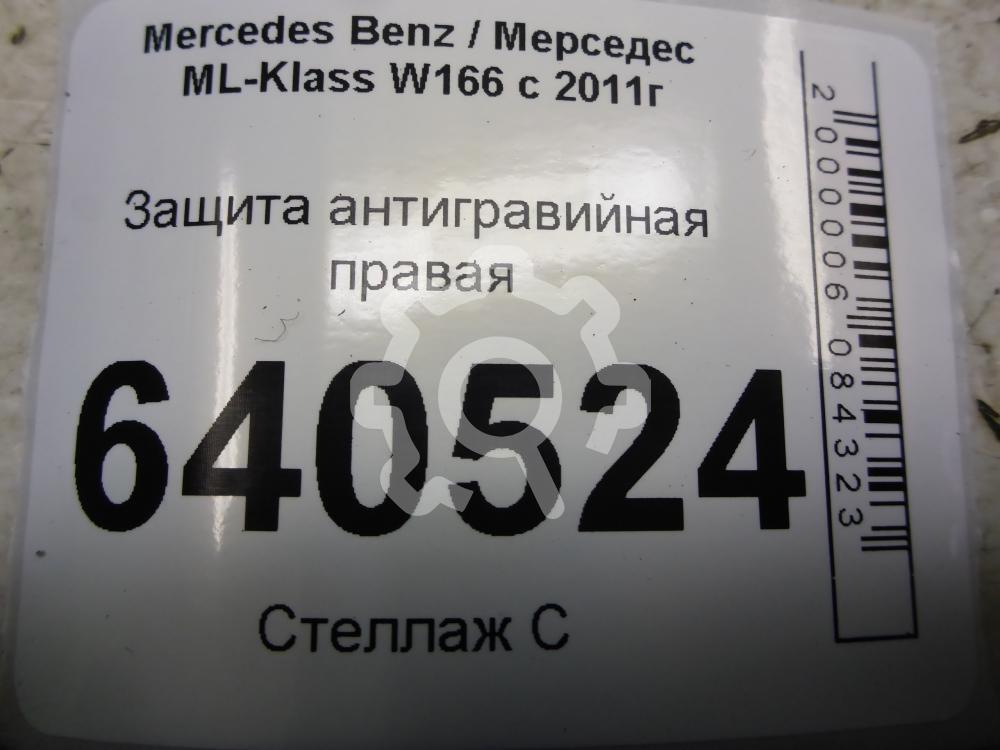 Mercedes Benz / Мерседес
ML-Klass W166 с 2011г
Защита антигравийная
правая
640524
Стеллаж С
2000006084323